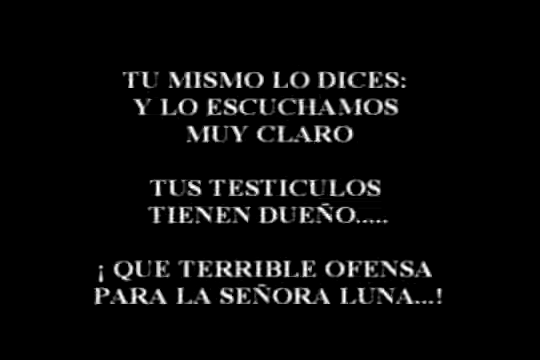 TU MISMO LO DICES:
Y LO ESCUCHAMOS
MUY CLARO
TUS TESTICULOS
TIENEN DUEÑO.....
¡ QUE TERRIBLE OFENSA
PARA LA SEÑORA LUNA...!